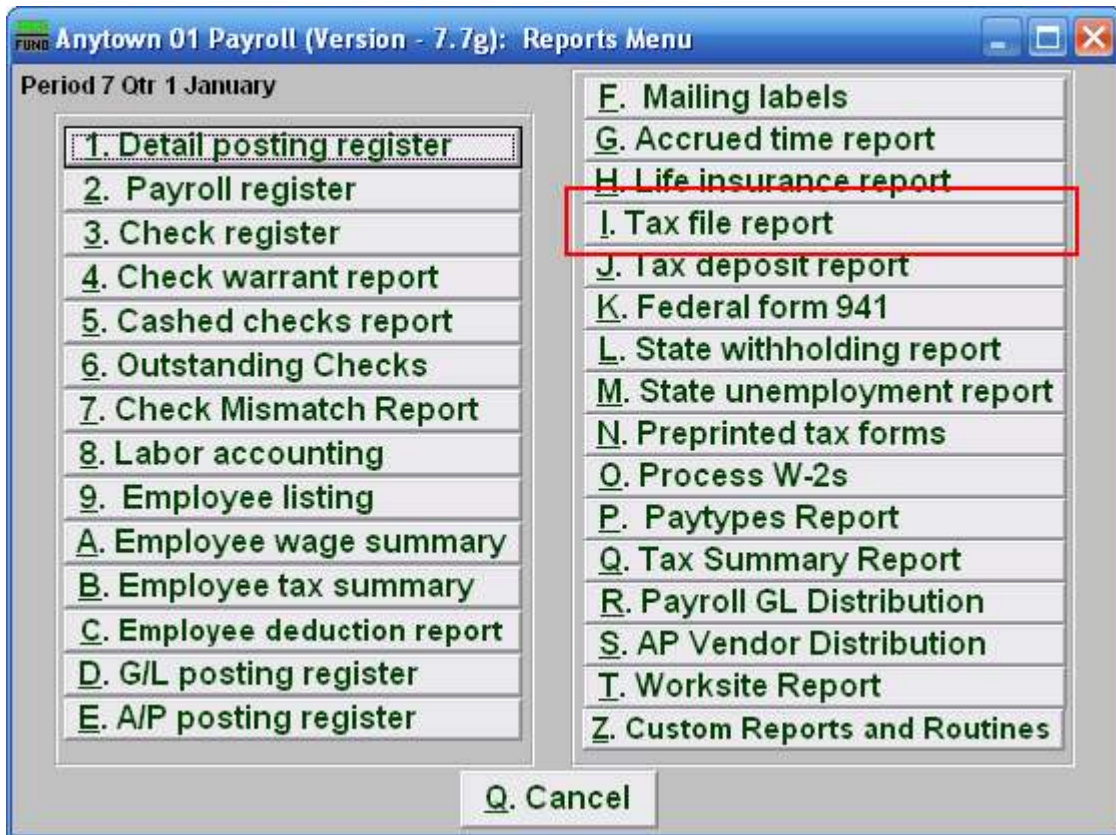 FUND Anytown 01 Payroll (Version - 7.7g): Reports Menu
Period 7 Qtr 1 January
1. Detail posting register
2. Payroll register
3. Check register
4. Check warrant report
5. Cashed checks report
6. Outstanding Checks
7. Check Mismatch Report
8. Labor accounting
9. Employee listing
A. Employee wage summary
B. Employee tax summary
C. Employee deduction report
D. G/L posting register
E. A/P posting register
F. Mailing labels
G. Accrued time report
H. Life insurance report
I. Tax file report
J. Tax deposit report
K. Federal form 941
L. State withholding report
M. State unemployment report
N. Preprinted tax forms
O. Process W-2s
P. Paytypes Report
Q. Tax Summary Report
R. Payroll GL Distribution
S. AP Vendor Distribution
T. Worksite Report
Z. Custom Reports and Routines
Q. Cancel